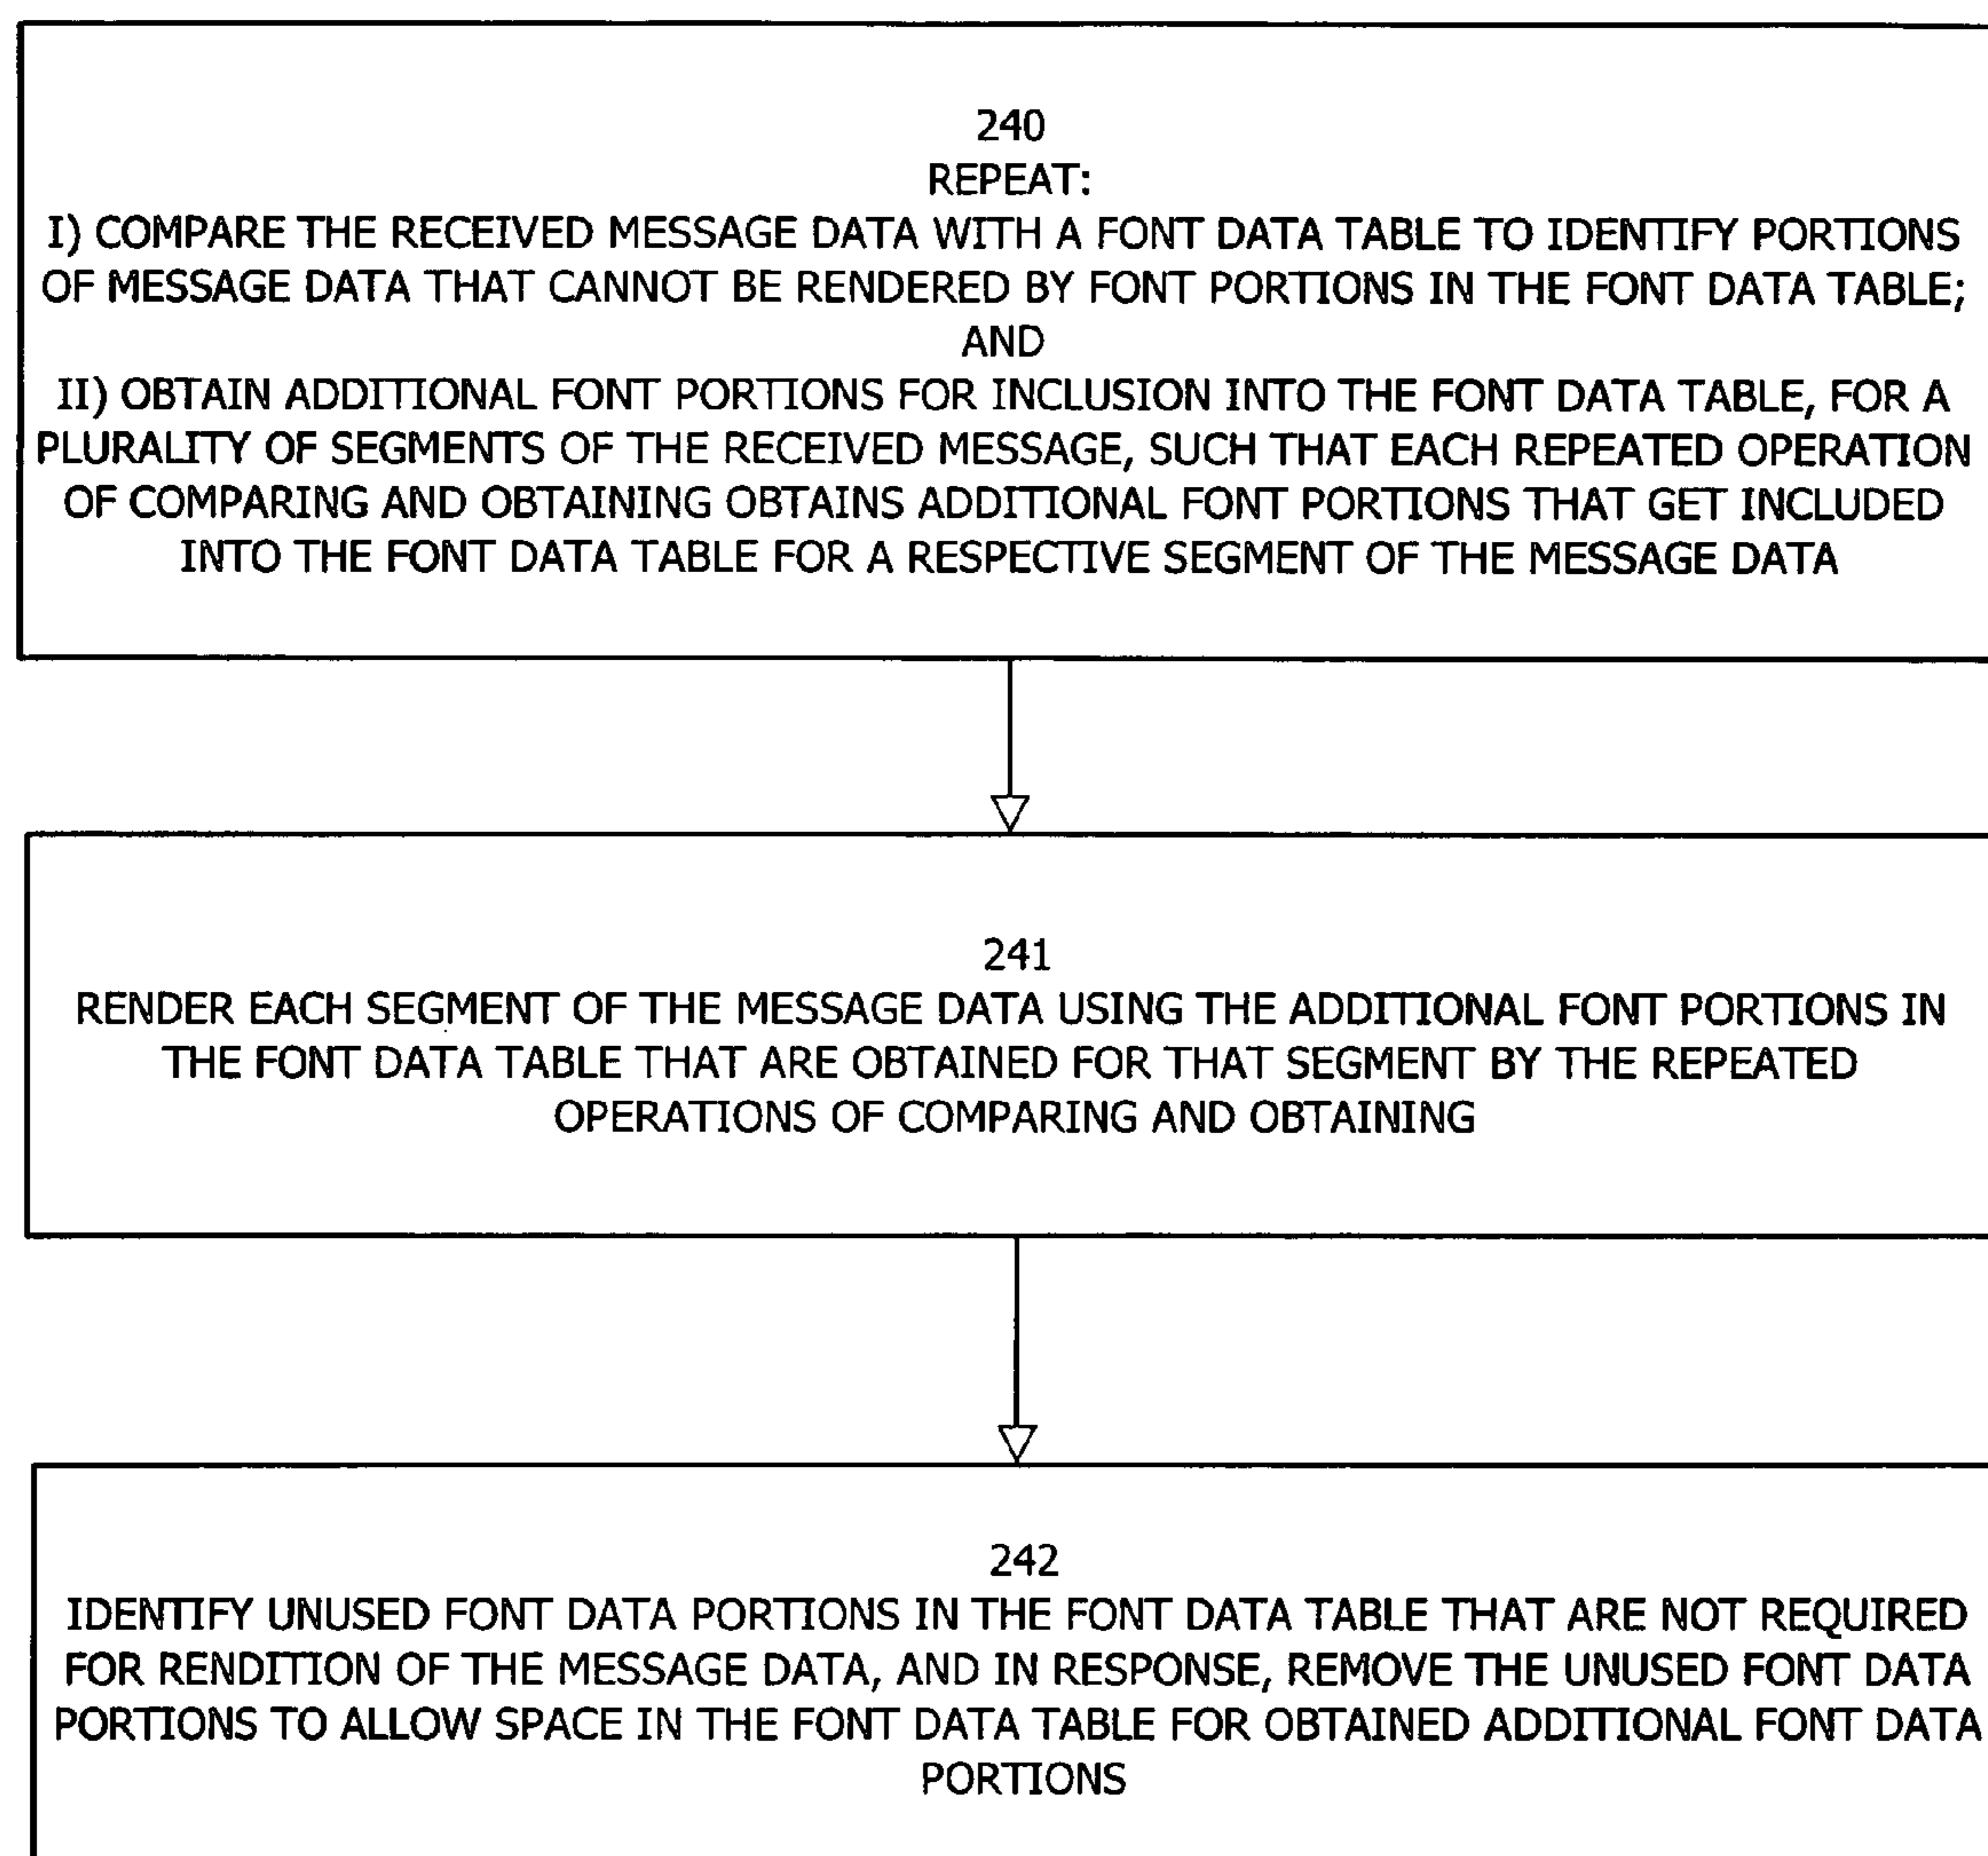 240
REPEAT:
I) COMPARE THE RECEIVED MESSAGE DATA WITH A FONT DATA TABLE TO IDENTIFY PORTIONS
OF MESSAGE DATA THAT CANNOT BE RENDERED BY FONT PORTIONS IN THE FONT DATA TABLE;
AND
II) OBTAIN ADDITIONAL FONT PORTIONS FOR INCLUSION INTO THE FONT DATA TABLE, FOR A
PLURALITY OF SEGMENTS OF THE RECEIVED MESSAGE, SUCH THAT EACH REPEATED OPERATION
OF COMPARING AND OBTAINING OBTAINS ADDITIONAL FONT PORTIONS THAT GET INCLUDED
INTO THE FONT DATA TABLE FOR A RESPECTIVE SEGMENT OF THE MESSAGE DATA
241
RENDER EACH SEGMENT OF THE MESSAGE DATA USING THE ADDITIONAL FONT PORTIONS IN
THE FONT DATA TABLE THAT ARE OBTAINED FOR THAT SEGMENT BY THE REPEATED
OPERATIONS OF COMPARING AND OBTAINING
242
IDENTIFY UNUSED FONT DATA PORTIONS IN THE FONT DATA TABLE THAT ARE NOT REQUIRED
FOR RENDITION OF THE MESSAGE DATA, AND IN RESPONSE, REMOVE THE UNUSED FONT DATA
PORTIONS TO ALLOW SPACE IN THE FONT DATA TABLE FOR OBTAINED ADDITIONAL FONT DATA
PORTIONS